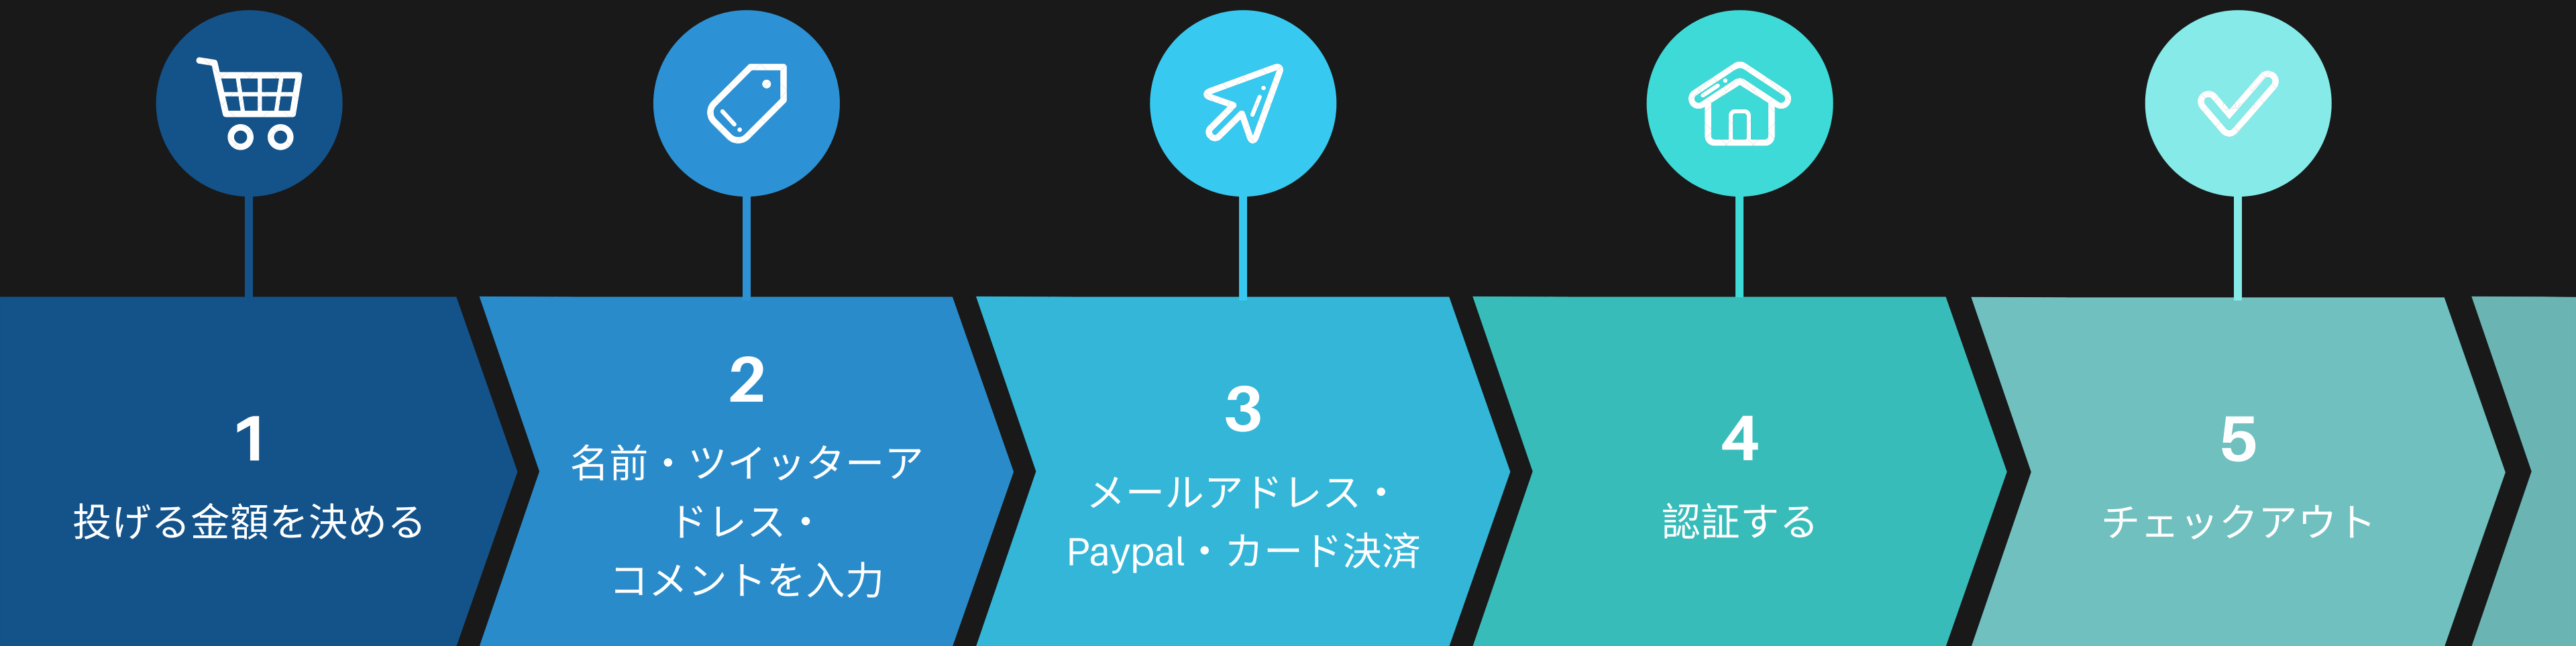 1
投げる金額を決める
2
名前・ツイッターア
ドレス・
コメントを入力
3
メールアドレス・
Paypal・カード決済
4
認証する
5
チェックアウト